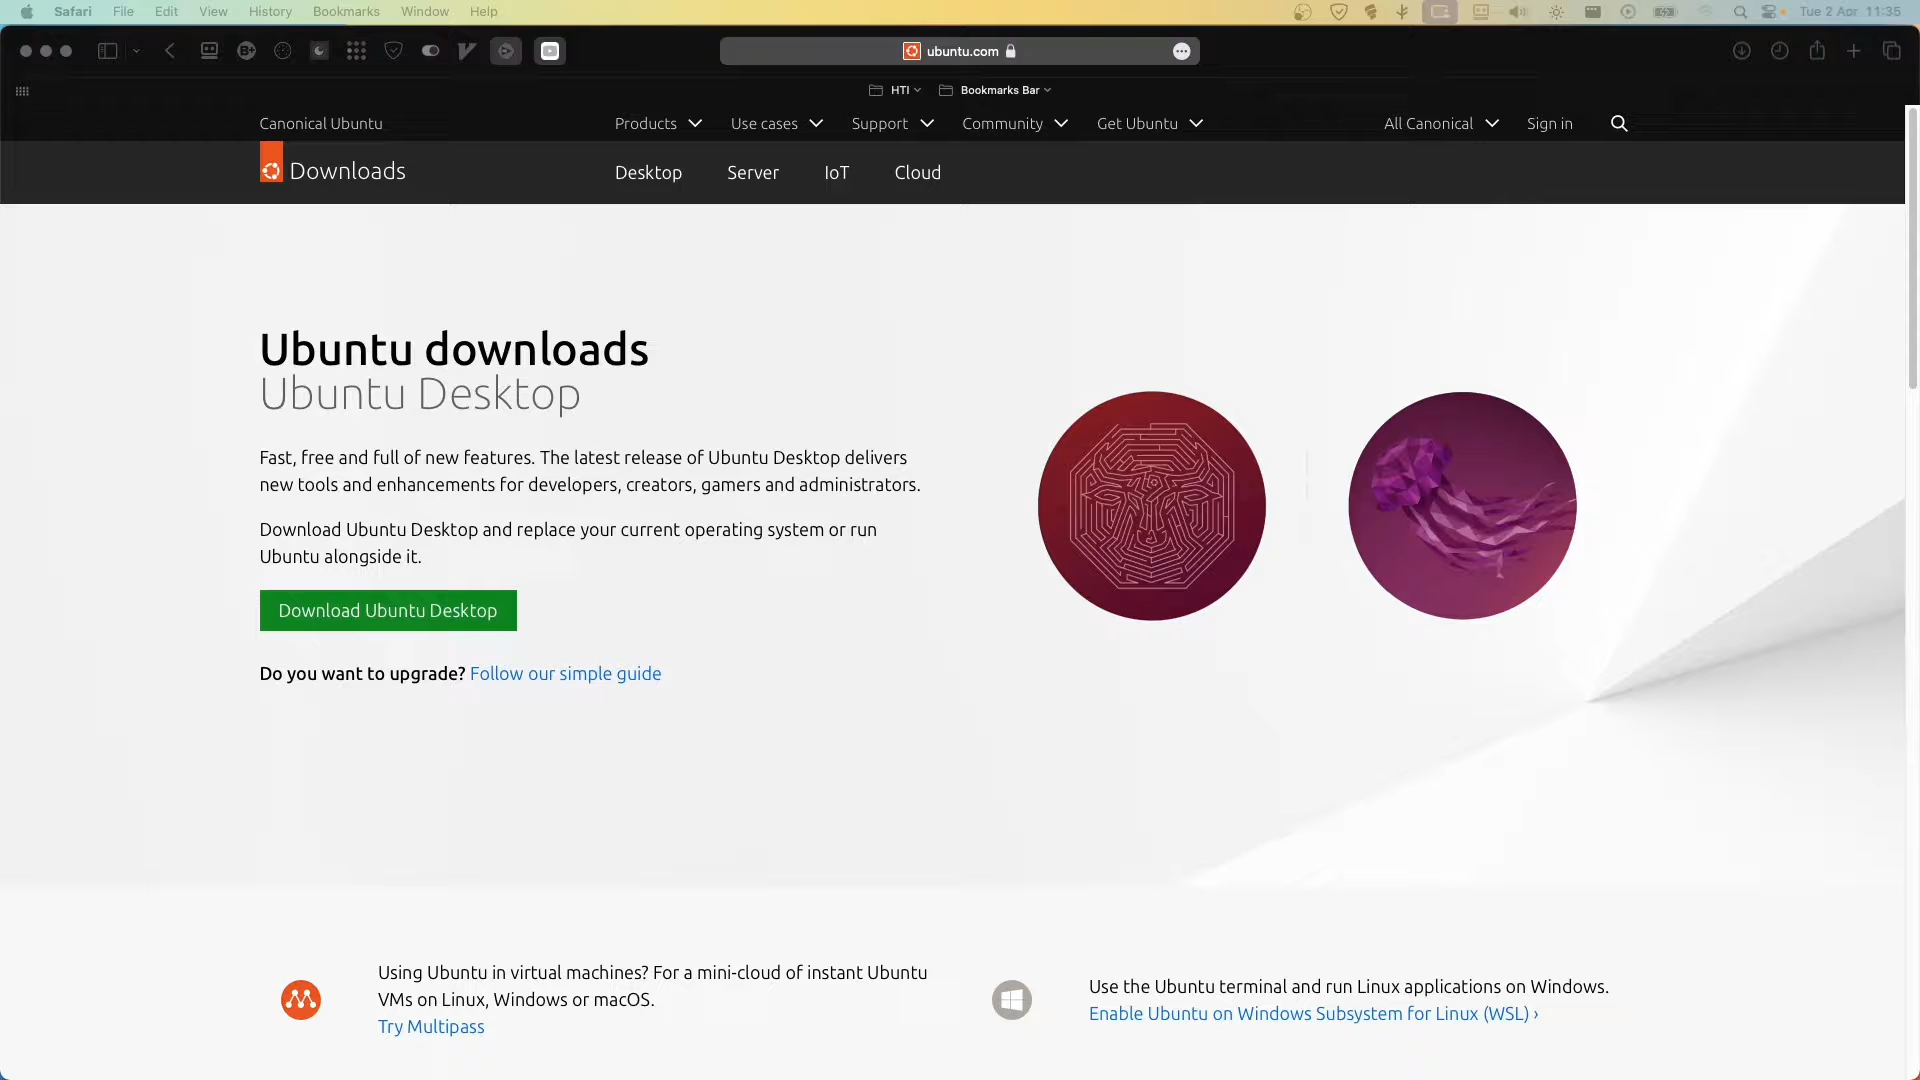 Safari File Edit View History Bookmarks Window Help Tue 2 Apr 11:35
ubuntu.com
HTI Bookmarks Bar
Canonical Ubuntu Products Use cases Support Community Get Ubuntu All Canonical Sign in
Downloads Desktop Server IoT Cloud
Ubuntu downloads
Ubuntu Desktop
Fast, free and full of new features. The latest release of Ubuntu Desktop delivers
new tools and enhancements for developers, creators, gamers and administrators.
Download Ubuntu Desktop and replace your current operating system or run
Ubuntu alongside it.
Download Ubuntu Desktop
Do you want to upgrade? Follow our simple guide
Using Ubuntu in virtual machines? For a mini-cloud of instant Ubuntu
VMs on Linux, Windows or macOS.
Try Multipass
Use the Ubuntu terminal and run Linux applications on Windows.
Enable Ubuntu on Windows Subsystem for Linux (WSL) ›